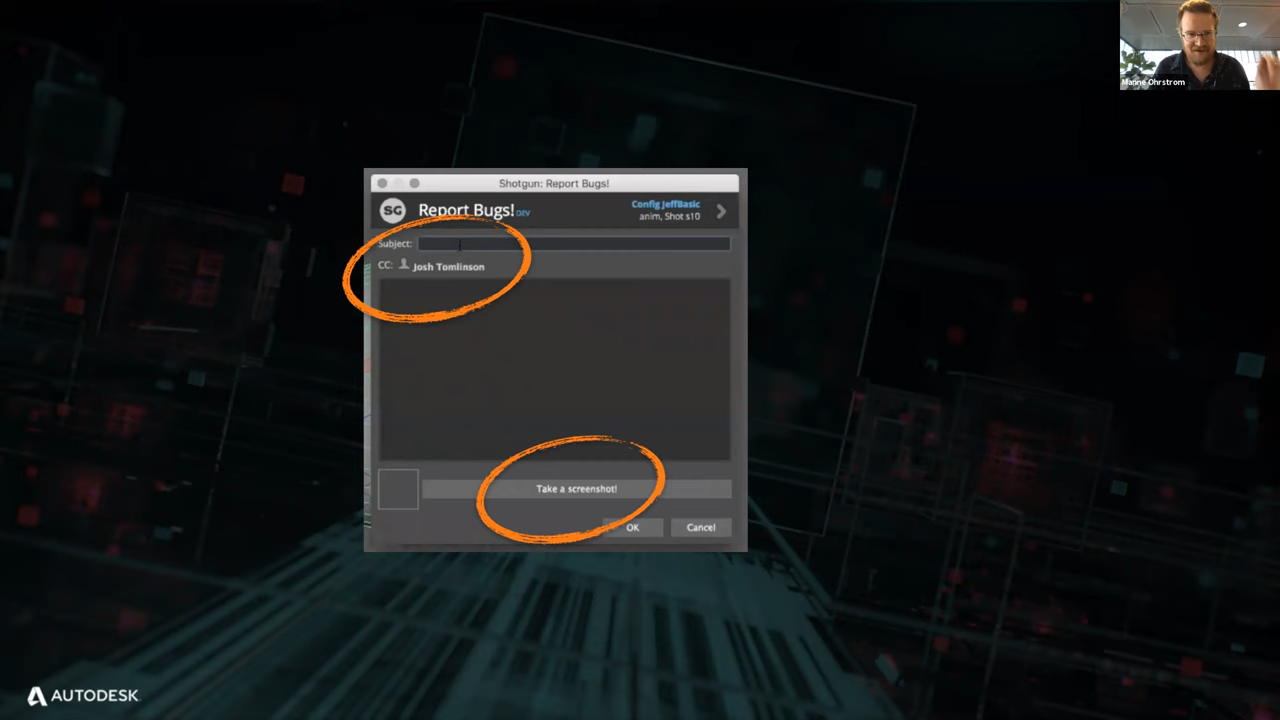 Manne Ohrstrom
Shotgun: Report Bugs!
SG
Report Bugs! DEV
Config JeffBasic
anim, Shot s10
Subject:
CC: Josh Tomlinson
Take a screenshot!
OK
Cancel
AUTODESK